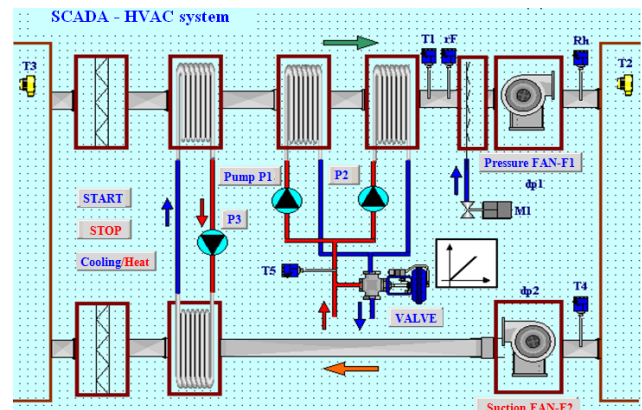 SCADA - HVAC system
T1 rF Rh
T3
T2
Pump P1
P2
Pressure FAN-F1
dp1
START
STOP
P3
M1
Cooling/Heat
T5
dp2
T4
VALVE
Suction FAN-F2